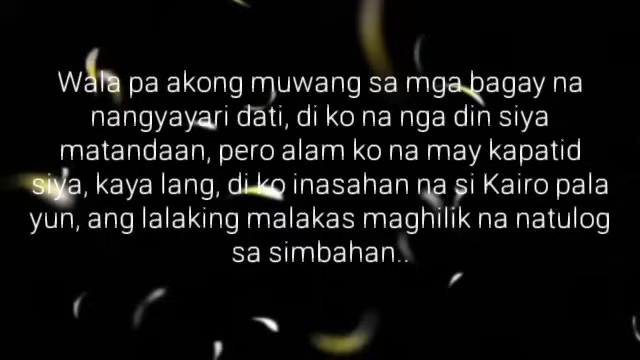 Wala pa akong muwang sa mga bagay na
nangyayari dati, di ko na nga din siya
matandaan, pero alam ko na may kapatid
siya, kaya lang, di ko inasahan na si Kairo pala
yun, ang lalaking malakas maghilik na natulog
sa simbahan..